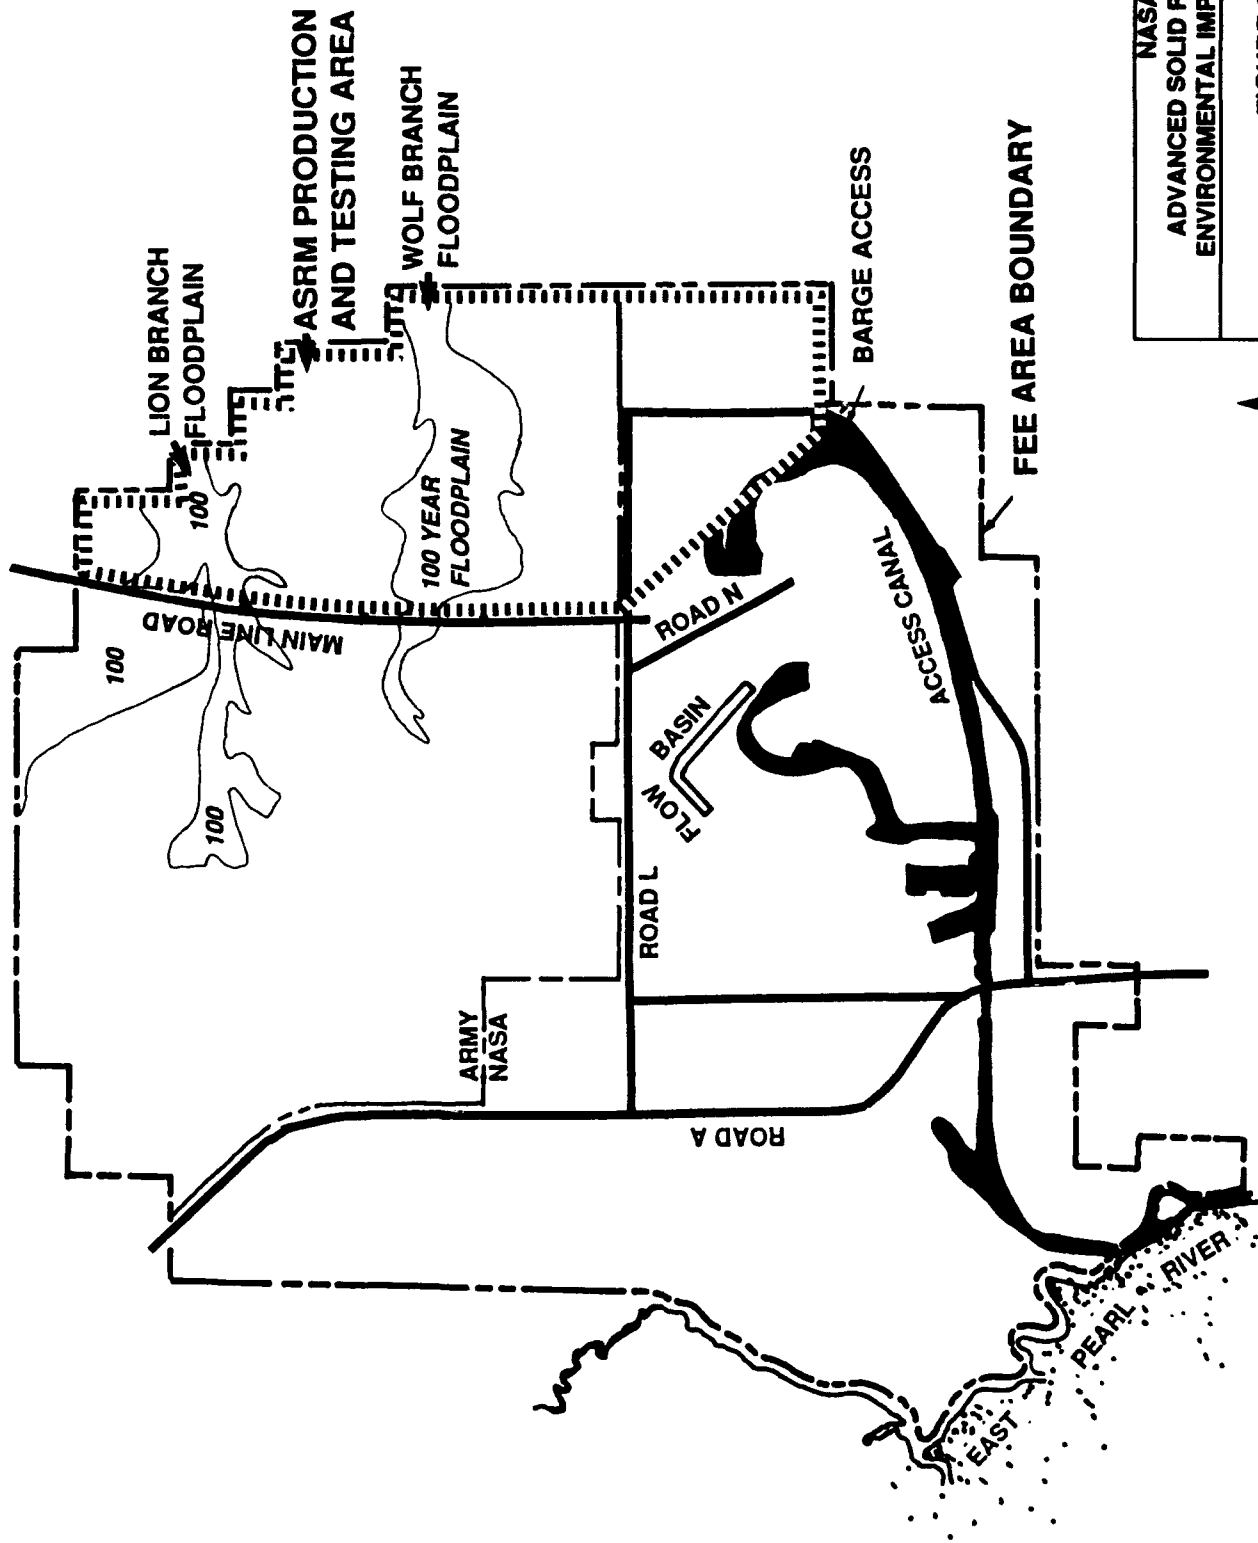 LION BRANCH
FLOODPLAIN
ASRM PRODUCTION
AND TESTING AREA
WOLF BRANCH
FLOODPLAIN
100
100
100
100 YEAR
FLOODPLAIN
MAIN LINE ROAD
BARGE ACCESS
FEE AREA BOUNDARY
ROAD N
ACCESS CANAL
FLOW BASIN
ROAD L
ARMY
NASA
ROAD A
EAST PEARL RIVER
NASA
ADVANCED SOLID
ENVIRONMENTAL